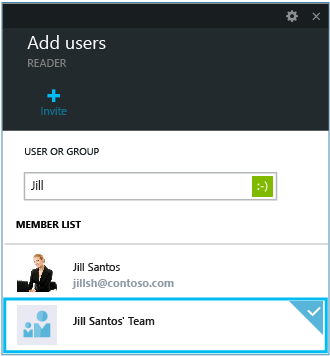 Add users
READER
Invite
USER OR GROUP
Jill
:-)
MEMBER LIST
Jill Santos
jillsh@contoso.com
Jill Santos' Team